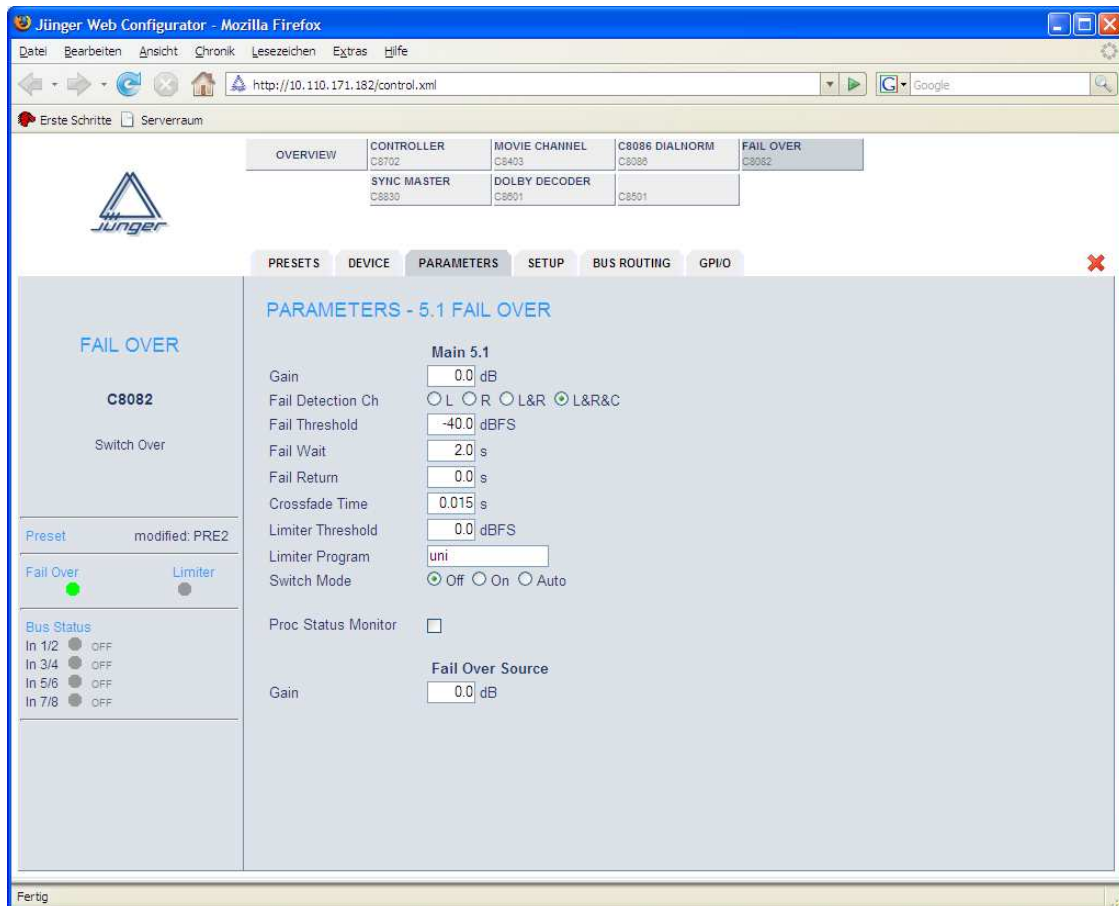 Jünger Web Configurator - Mozilla Firefox
Datei Bearbeiten Ansicht Chronik Lesezeichen Extras Hilfe
http://10.110.171.182/control.xml
G Google
Erste Schritte Serverraum
OVERVIEW
CONTROLLER
C8702
MOVIE CHANNEL
C8403
C8086 DIALNORM
C8086
FAIL OVER
C8082
SYNC MASTER
C8830
DOLBY DECODER
C8601
C8501
Jünger
PRESETS DEVICE PARAMETERS SETUP BUS ROUTING GPI/O
FAIL OVER
C8082
Switch Over
Preset modified: PRE2
Fail Over Limiter
Bus Status
In 1/2 OFF
In 3/4 OFF
In 5/6 OFF
In 7/8 OFF
PARAMETERS - 5.1 FAIL OVER
Main 5.1
Gain 0.0 dB
Fail Detection Ch L R L&R L&R&C
Fail Threshold -40.0 dBFS
Fail Wait 2.0 s
Fail Return 0.0 s
Crossfade Time 0.015 s
Limiter Threshold 0.0 dBFS
Limiter Program uni
Switch Mode Off On Auto
Proc Status Monitor
Fail Over Source
Gain 0.0 dB
Fertig